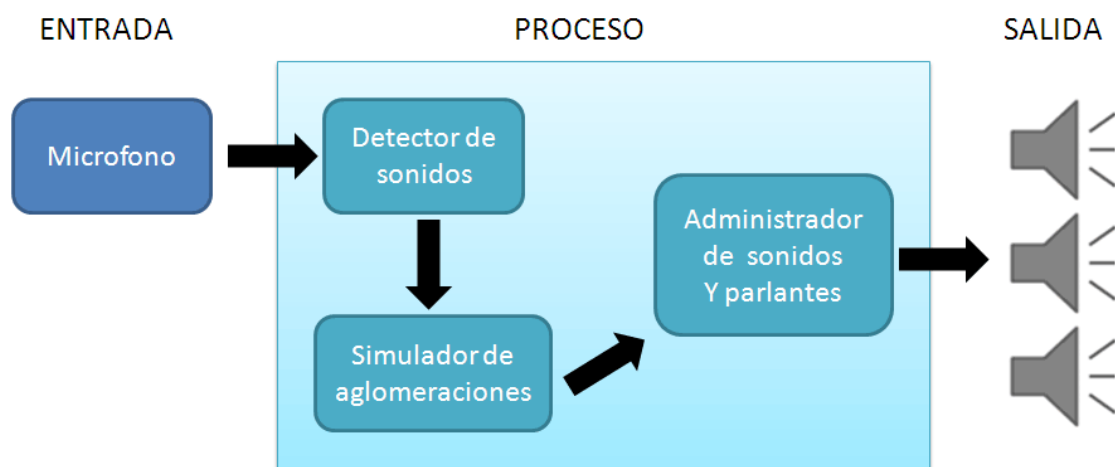 ENTRADA
PROCESO
SALIDA
Microfono
Detector de
sonidos
Simulador de
aglomeraciones
Administrador
de sonidos
Y parlantes